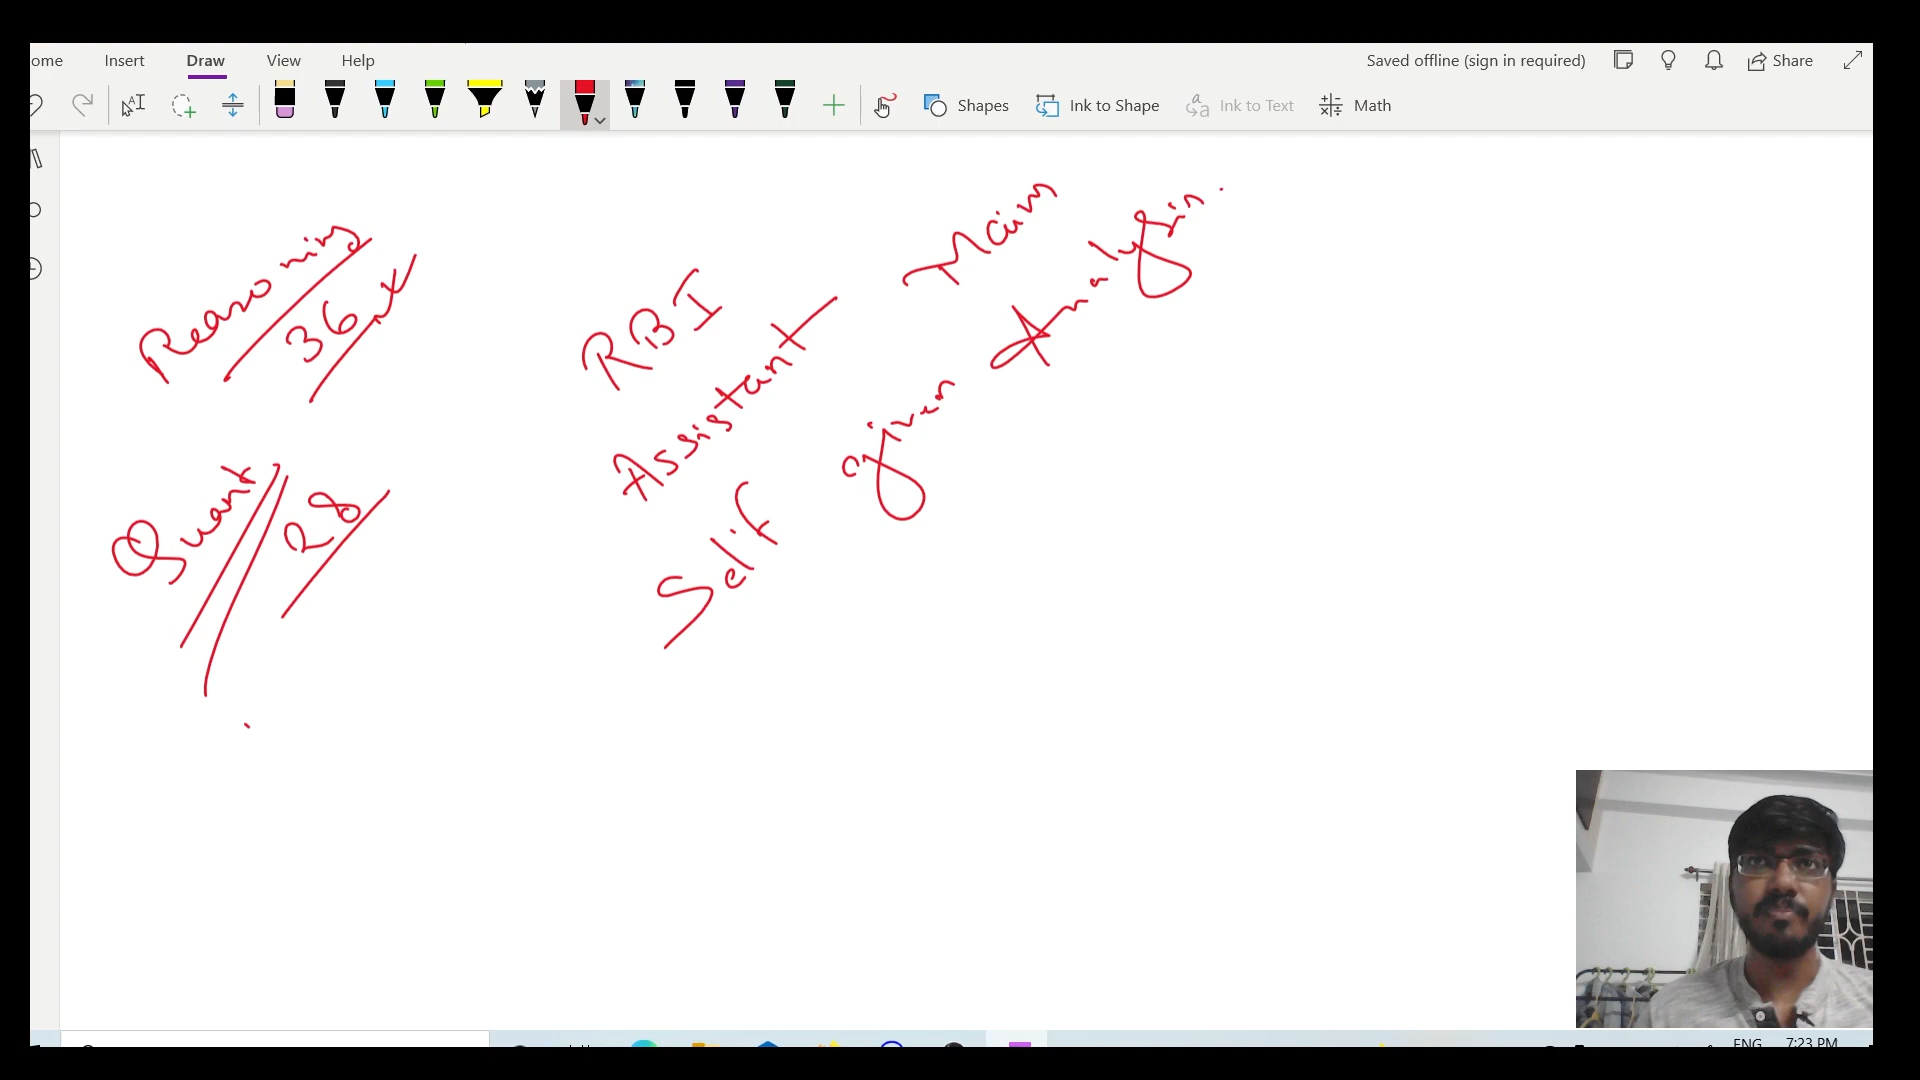 ome Insert Draw View Help Saved offline (sign in required) Share
Shapes Ink to Shape Ink to Text Math
Reasoning
36
RBI
Assistant Mains
Self given Analysis.
Quant
28
ENG 7:23 PM